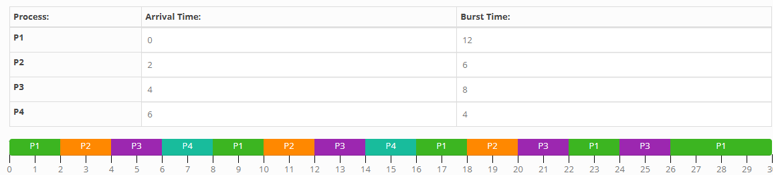 Process: Arrival Time: Burst Time:
P1 0 12
P2 2 6
P3 4 8
P4 6 4
P1 P2 P3 P4 P1 P2 P3 P4 P1 P2 P3 P1 P3 P1
0 1 2 3 4 5 6 7 8 9 10 11 12 13 14 15 16 17 18 19 20 21 22 23 24 25 26 27 28 29